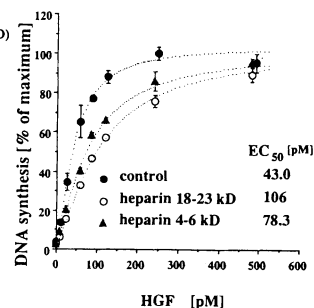 D)
DNA synthesis [% of maximum]
120
100
80
60
40
20
0
EC50 [pM]
control 43.0
heparin 18-23 kD 106
heparin 4-6 kD 78.3
0 100 200 300 400 500 600
HGF [pM]